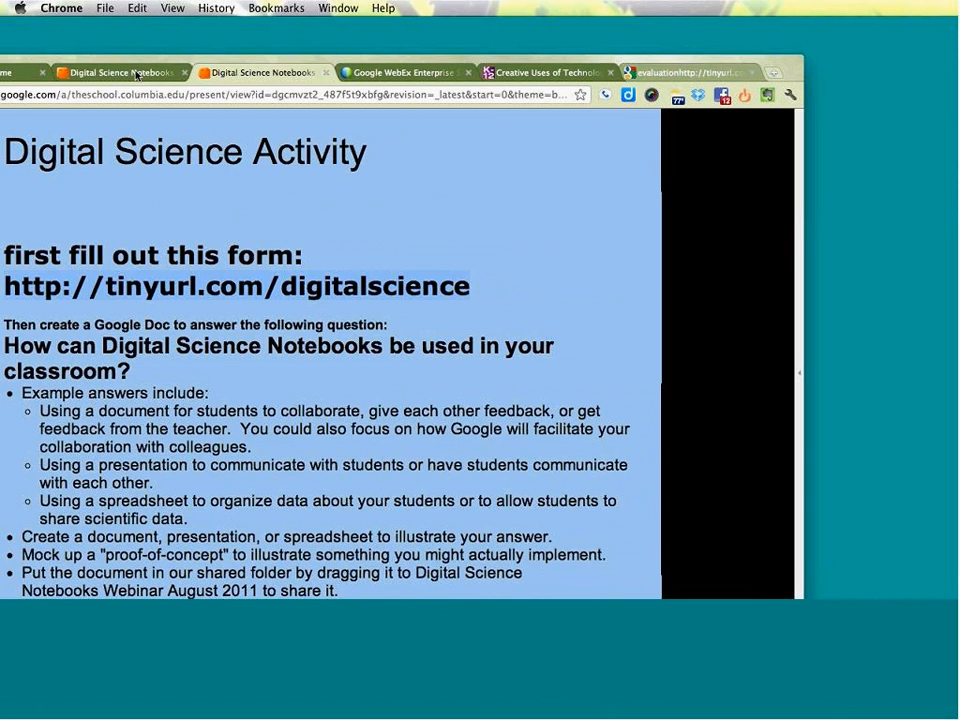 Chrome File Edit View History Bookmarks Window Help
me Digital Science Notebooks Digital Science Notebooks Google WebEx Enterprise Creative Uses of Technolo evaluationhttp://tinyurl.c
google.com/a/theschool.columbia.edu/present/view?id=dgcmvzt2_487f5t9xbfg&revision=_latest&start=0&theme=b...
77°
12
Digital Science Activity
first fill out this form:
http://tinyurl.com/digitalscience
Then create a Google Doc to answer the following question:
How can Digital Science Notebooks be used in your
classroom?
• Example answers include:
◦ Using a document for students to collaborate, give each other feedback, or get
feedback from the teacher. You could also focus on how Google will facilitate your
collaboration with colleagues.
◦ Using a presentation to communicate with students or have students communicate
with each other.
◦ Using a spreadsheet to organize data about your students or to allow students to
share scientific data.
• Create a document, presentation, or spreadsheet to illustrate your answer.
• Mock up a "proof-of-concept" to illustrate something you might actually implement.
• Put the document in our shared folder by dragging it to Digital Science
Notebooks Webinar August 2011 to share it.